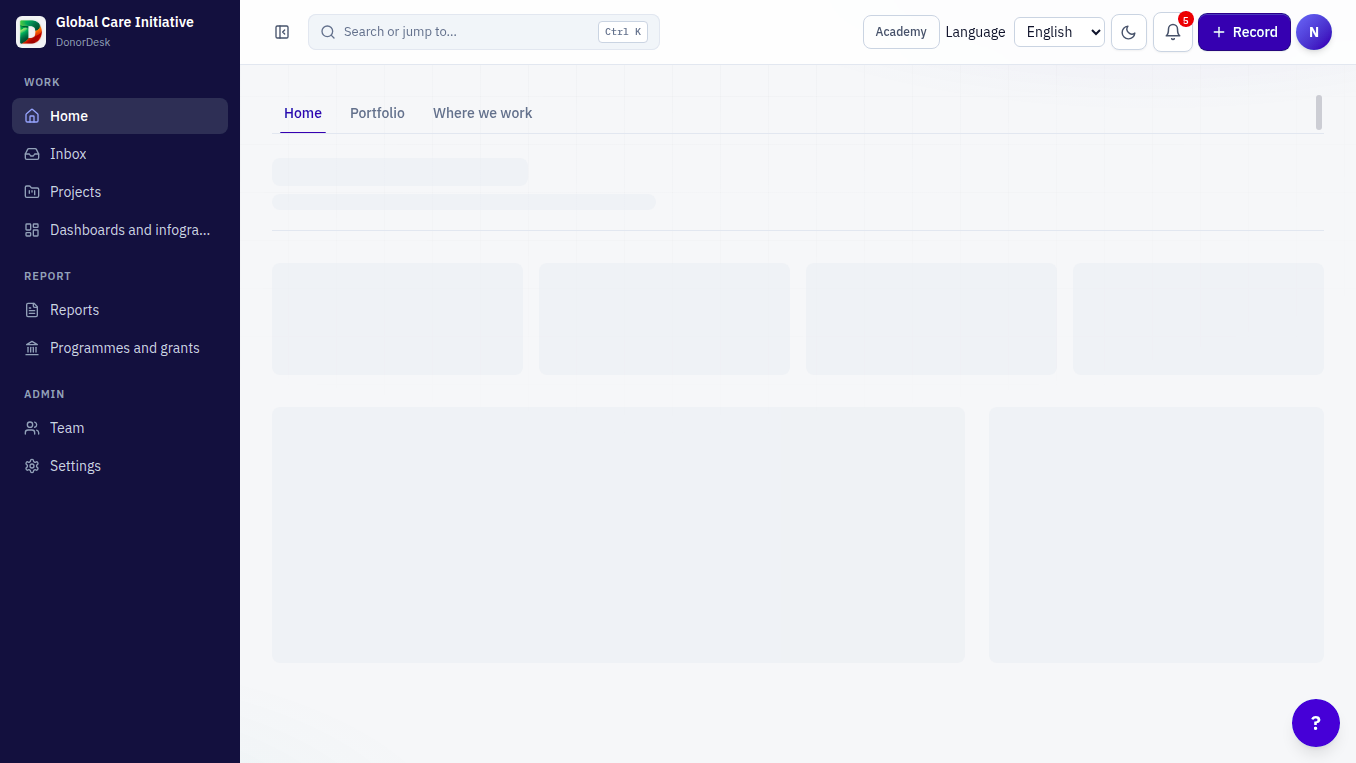 Global Care Initiative
DonorDesk
WORK
Home
Inbox
Projects
Dashboards and infogra...
REPORT
Reports
Programmes and grants
ADMIN
Team
Settings
Search or jump to...
Ctrl K
Academy
Language
English
5
+ Record
N
Home
Portfolio
Where we work
?